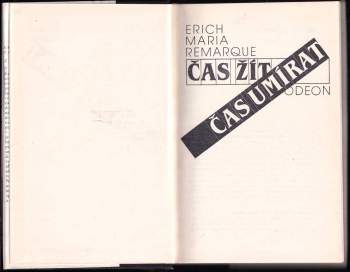 ERICH
MARIA
REMARQUE
ČAS ŽÍT
ČAS UMÍRAT
ODEON